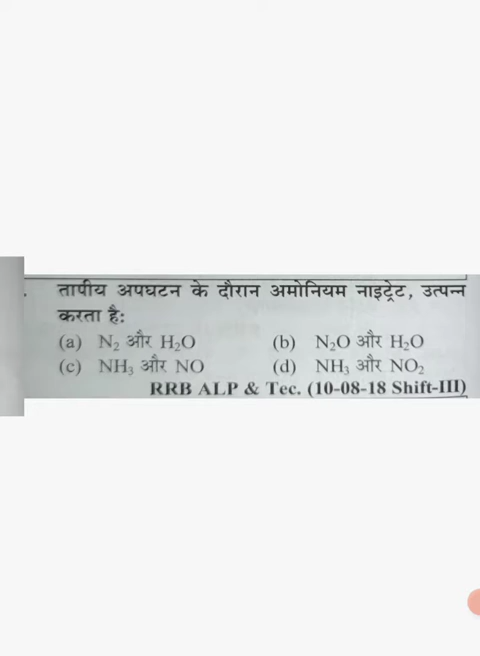 . तापीय अपघटन के दौरान अमोनियम नाइट्रेट, उत्पन्न
करता है:
(a) N₂ और H₂O (b) N₂O और H₂O
(c) NH₃ और NO (d) NH₃ और NO₂
RRB ALP & Tec. (10-08-18 Shift-III)